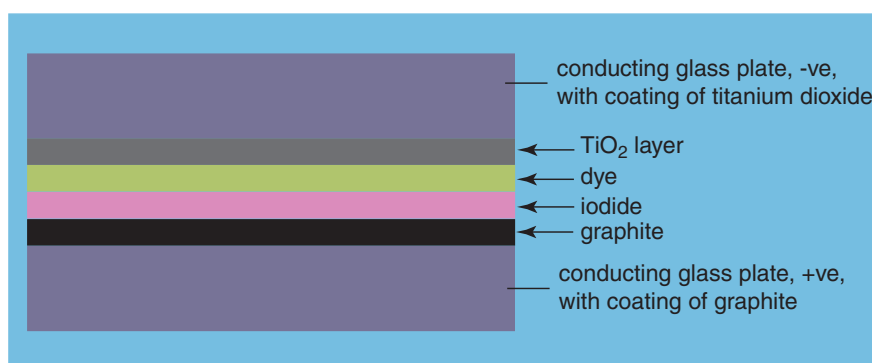 conducting glass plate, -ve,
with coating of titanium dioxide
TiO₂ layer
dye
iodide
graphite
conducting glass plate, +ve,
with coating of graphite